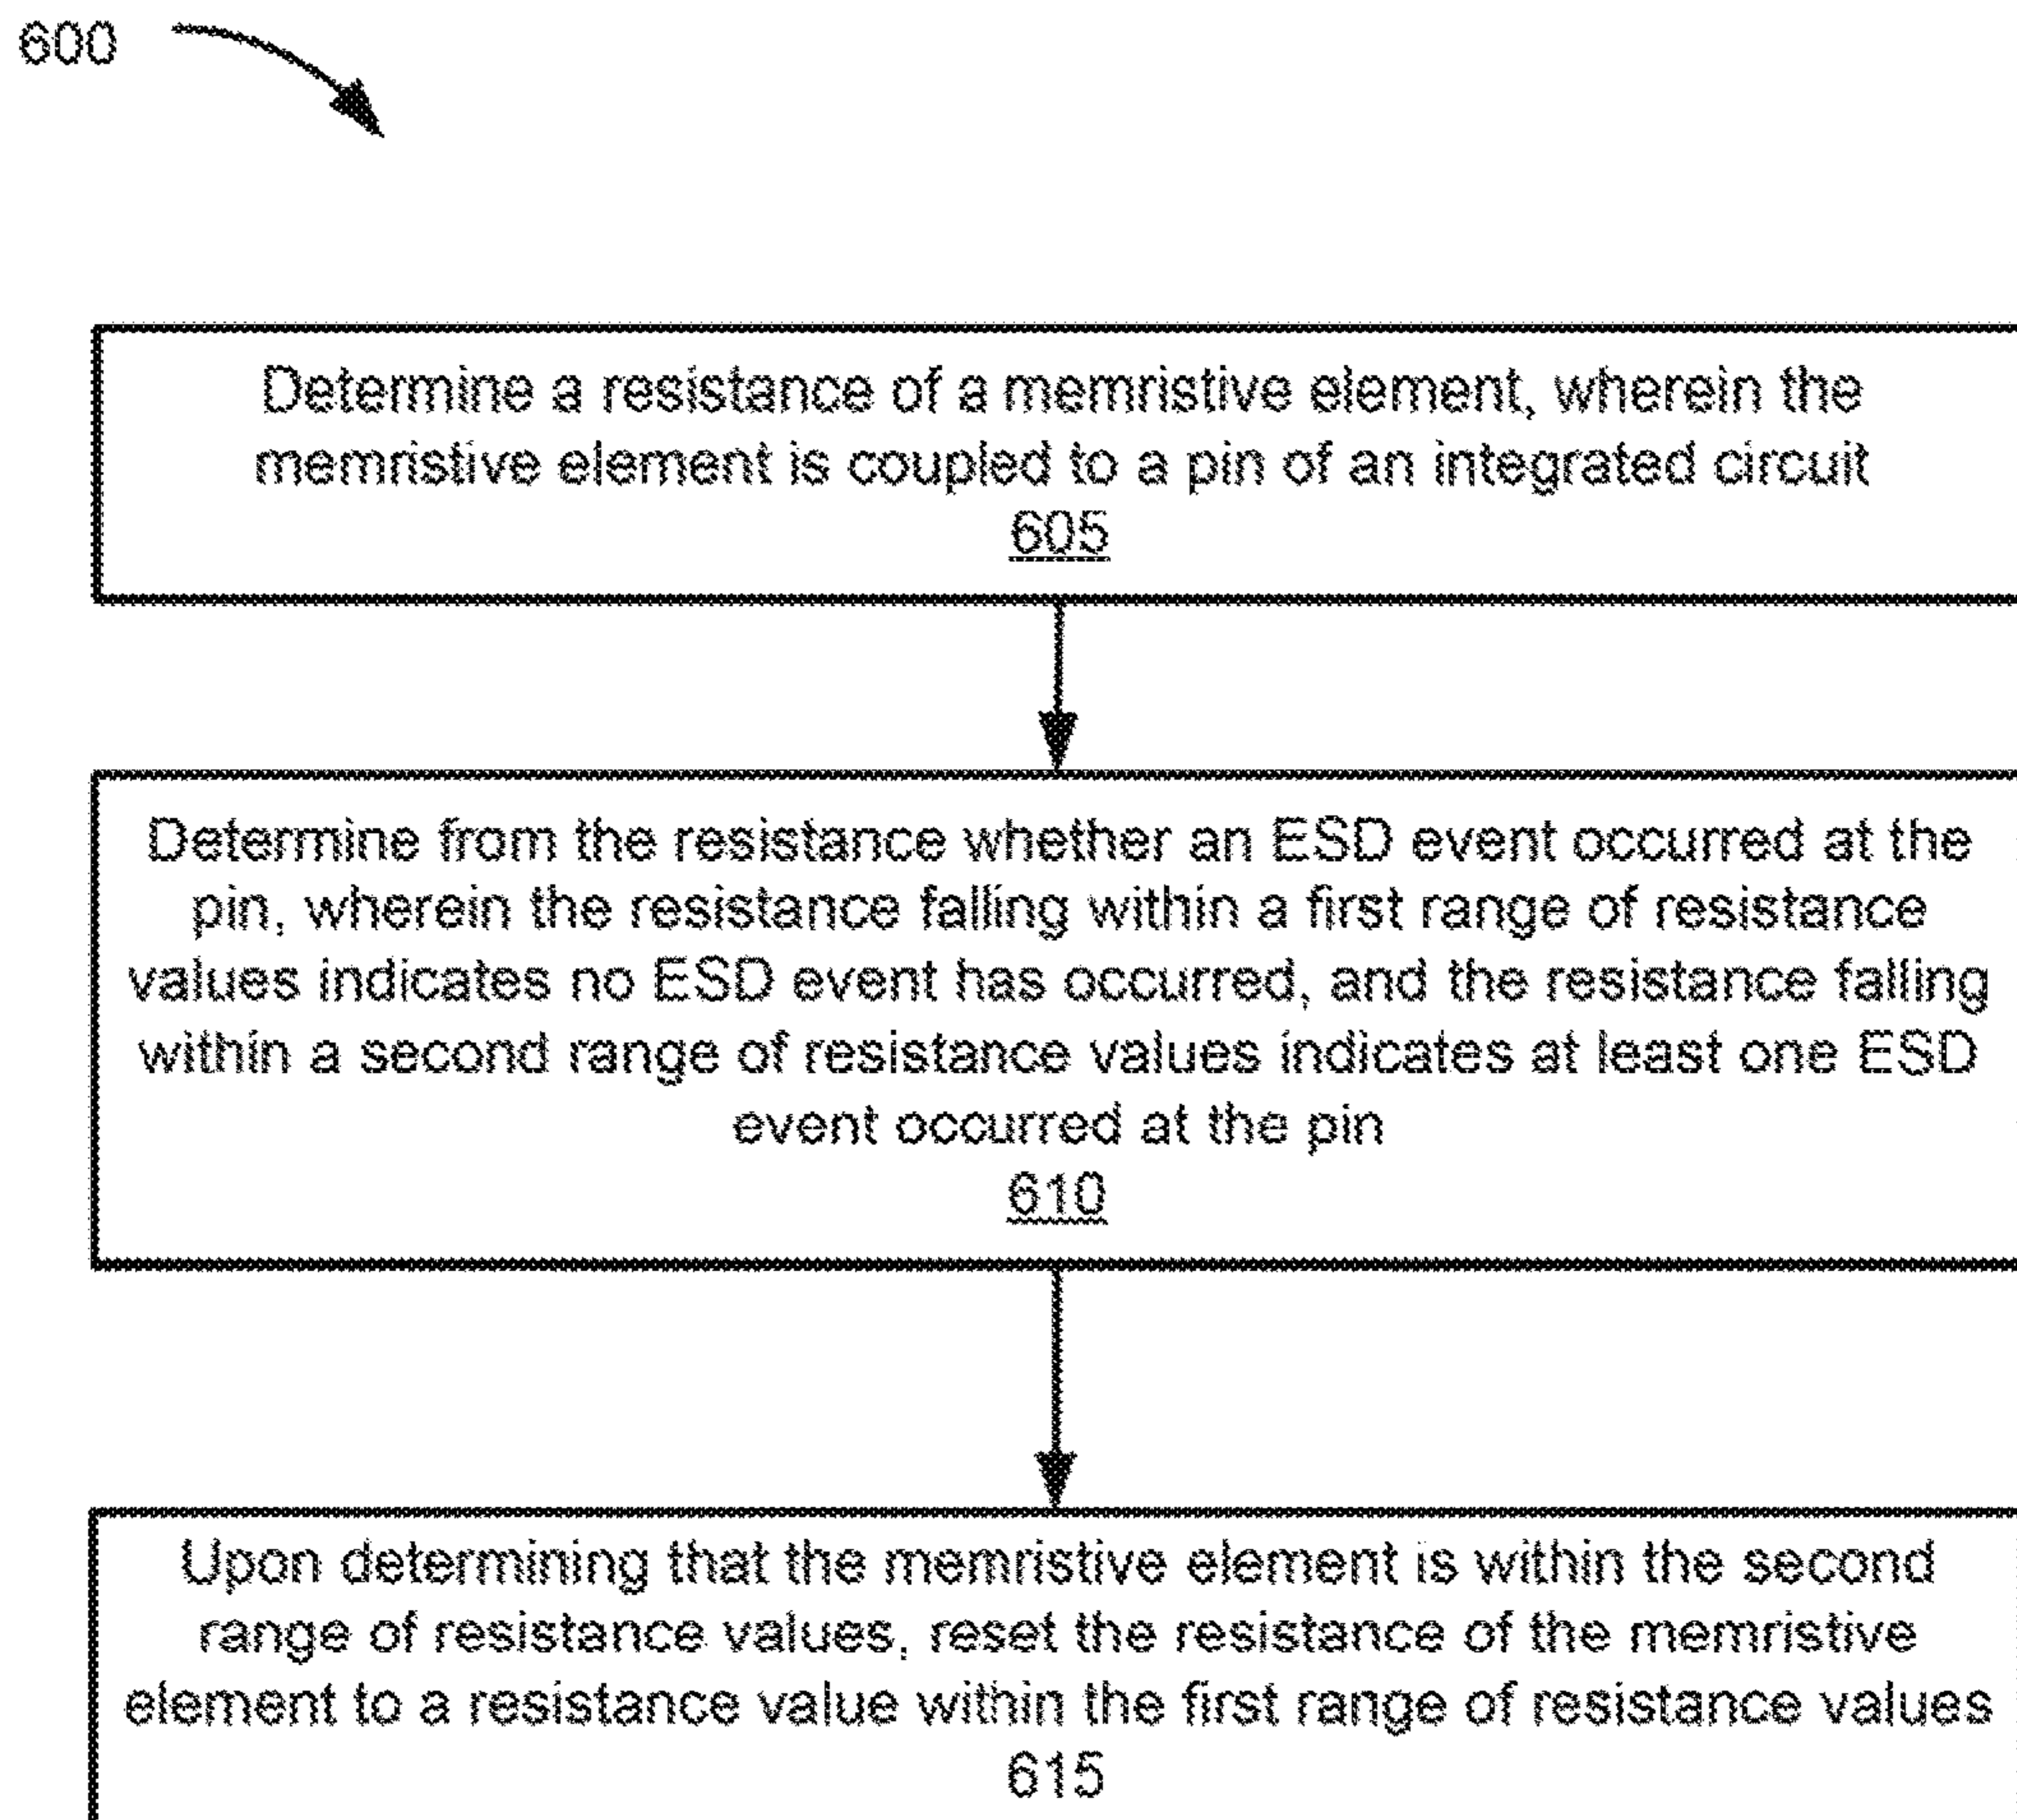 600
Determine a resistance of a memristive element, wherein the
memristive element is coupled to a pin of an integrated circuit
605
Determine from the resistance whether an ESD event occurred at the
pin, wherein the resistance falling within a first range of resistance
values indicates no ESD event has occurred, and the resistance falling
within a second range of resistance values indicates at least one ESD
event occurred at the pin
610
Upon determining that the memristive element is within the second
range of resistance values, reset the resistance of the memristive
element to a resistance value within the first range of resistance values
615